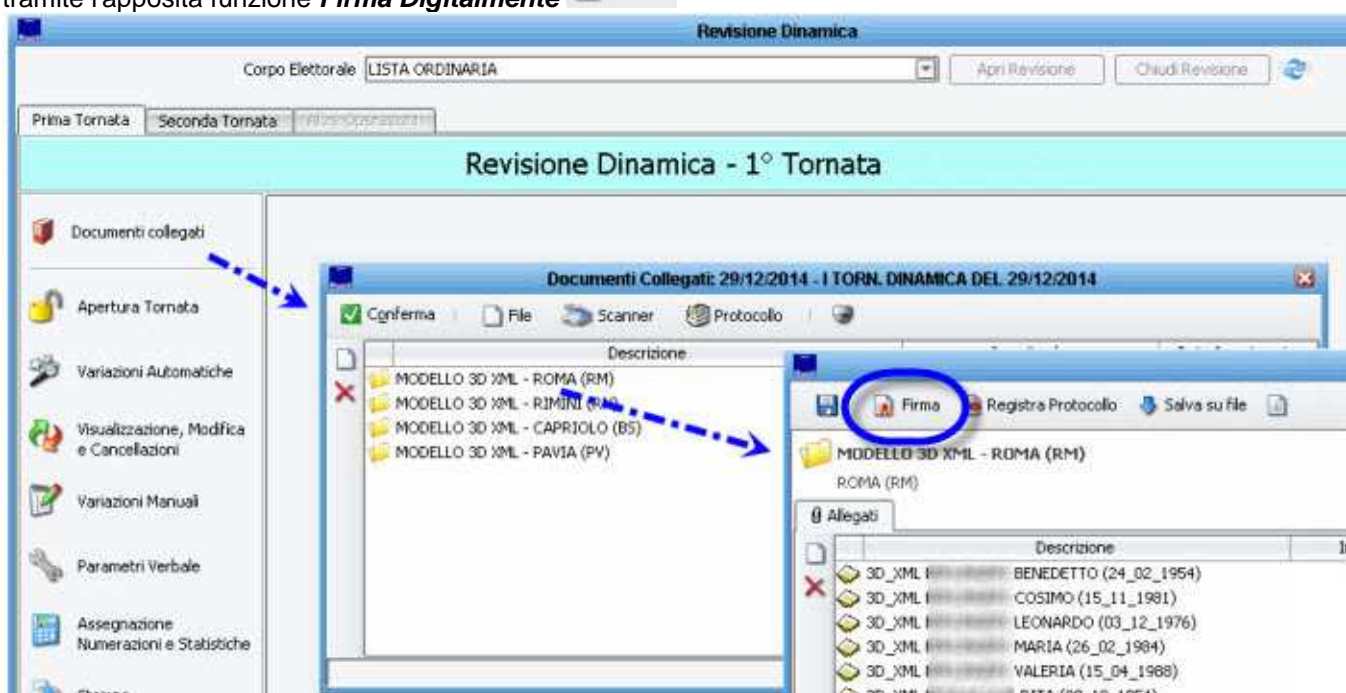 tramite l'apposita funzione Firma Digitalmente
Revisione Dinamica
Corpo Elettorale LISTA ORDINARIA Apri Revisione Chiudi Revisione
Prima Tornata Seconda Tornata
Revisione Dinamica - 1° Tornata
Documenti collegati
Apertura Tornata
Variazioni Automatiche
Visualizzazione, Modifica
e Cancellazioni
Variazioni Manuali
Parametri Verbale
Assegnazione
Numerazioni e Statistiche
Documenti Collegati: 29/12/2014 - I TORN. DINAMICA DEL 29/12/2014
Conferma File Scanner Protocollo
Descrizione
MODELLO 3D XML - ROMA (RM)
MODELLO 3D XML - RIMINI
MODELLO 3D XML - CAPRIOLO (BS)
MODELLO 3D XML - PAVIA (PV)
Firma Registra Protocollo Salva su file
MODELLO 3D XML - ROMA (RM)
ROMA (RM)
Allegati
Descrizione
3D_XML BENEDETTO (24_02_1954)
3D_XML COSIMO (15_11_1981)
3D_XML LEONARDO (03_12_1976)
3D_XML MARIA (26_02_1984)
3D_XML VALERIA (15_04_1988)